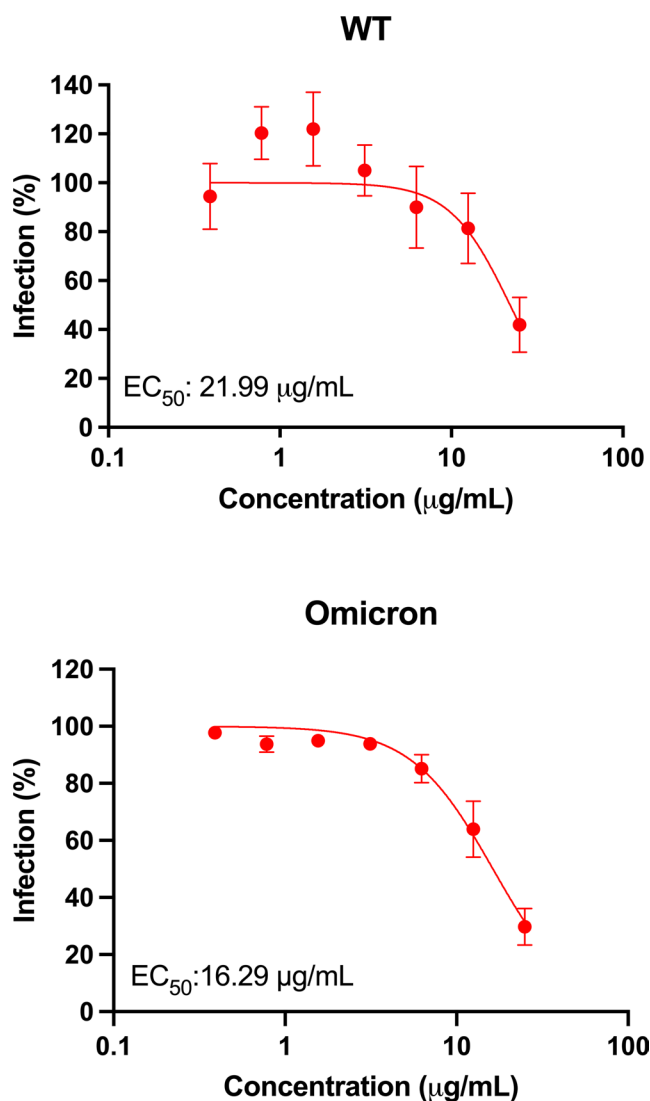 WT
140
120
100
80
60
40
20
0
Infection (%)
EC50: 21.99 μg/mL
0.1 1 10 100
Concentration (μg/mL)
Omicron
120
100
80
60
40
20
0
Infection (%)
EC50:16.29 µg/mL
0.1 1 10 100
Concentration (μg/mL)